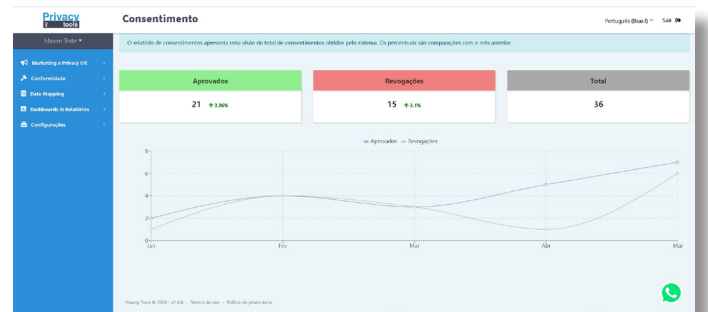 Privacy
tools
Consentimento
Português (Brasil)
Sair
Maven Teste
O relatório de consentimentos apresenta uma visão do total de consentimentos obtidos pelo sistema. Os percentuais são comparações com o mês anterior.
Marketing e Privacy UX
Conformidade
Data Mapping
Dashboards & Relatórios
Configurações
Aprovados
Revogações
Total
21 3.36%
15 2.1%
36
Aprovados Revogações
8
6
4
2
0
Jan Fev Mar Abr Mai
Privacy Tools © 2020 - v1.9.6 - Termos de uso - Política de privacidade